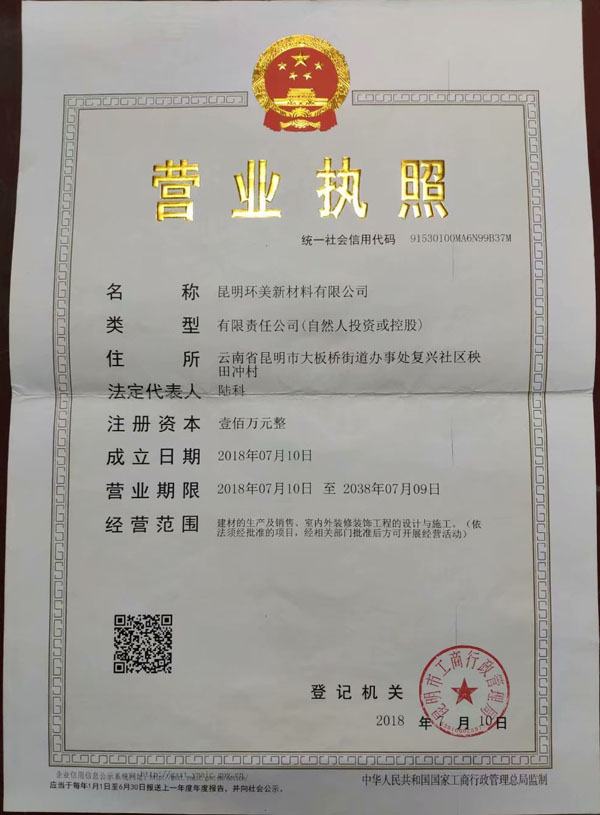 营业执照
统一社会信用代码 91530100MA6N99B37M
名称 昆明环美新材料有限公司
类型 有限责任公司(自然人投资或控股)
住所 云南省昆明市大板桥街道办事处复兴社区秧
田冲村
法定代表人 陆科
注册资本 壹佰万元整
成立日期 2018年07月10日
营业期限 2018年07月10日 至 2038年07月09日
经营范围 建材的生产及销售、室内外装修装饰工程的设计与施工。(依
法须经批准的项目,经相关部门批准后方可开展经营活动)
昆明市工商行政管理局
登记机关
2018 年 月 10日
企业信用信息公示系统网址:
应当于每年1月1日至6月30日报送上一年度年度报告,并向社会公示。
中华人民共和国国家工商行政管理总局监制